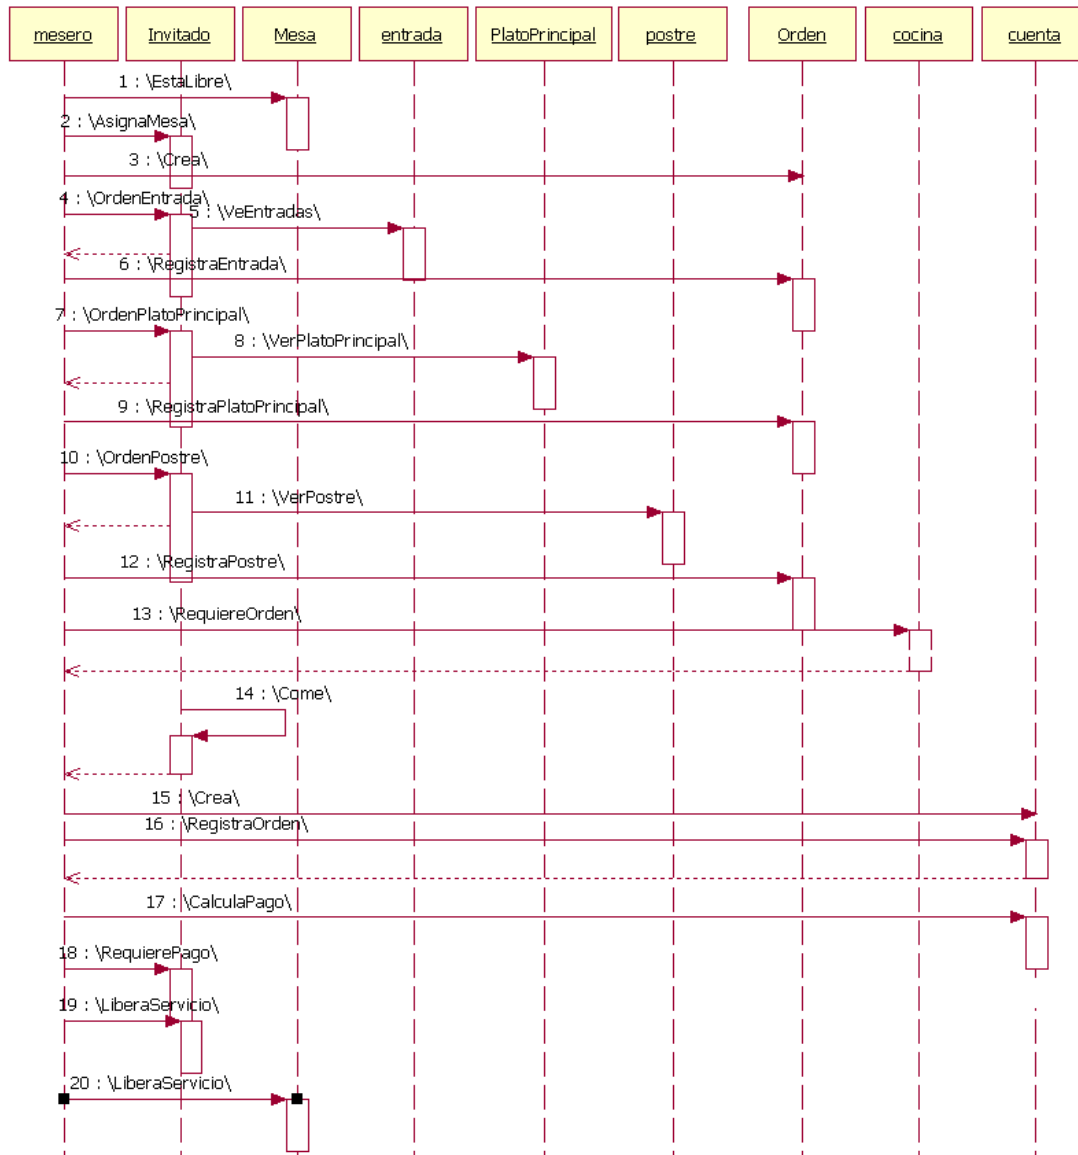 mesero Invitado Mesa entrada PlatoPrincipal postre Orden cocina cuenta
1 : \EstaLibre\
2 : \AsignaMesa\
3 : \Crea\
4 : \OrdenEntrada\
5 : \VeEntradas\
6 : \RegistraEntrada\
7 : \OrdenPlatoPrincipal\
8 : \VerPlatoPrincipal\
9 : \RegistraPlatoPrincipal\
10 : \OrdenPostre\
11 : \VerPostre\
12 : \RegistraPostre\
13 : \RequiereOrden\
14 : \Come\
15 : \Crea\
16 : \RegistraOrden\
17 : \CalculaPago\
18 : \RequierePago\
19 : \LiberaServicio\
20 : \LiberaServicio\